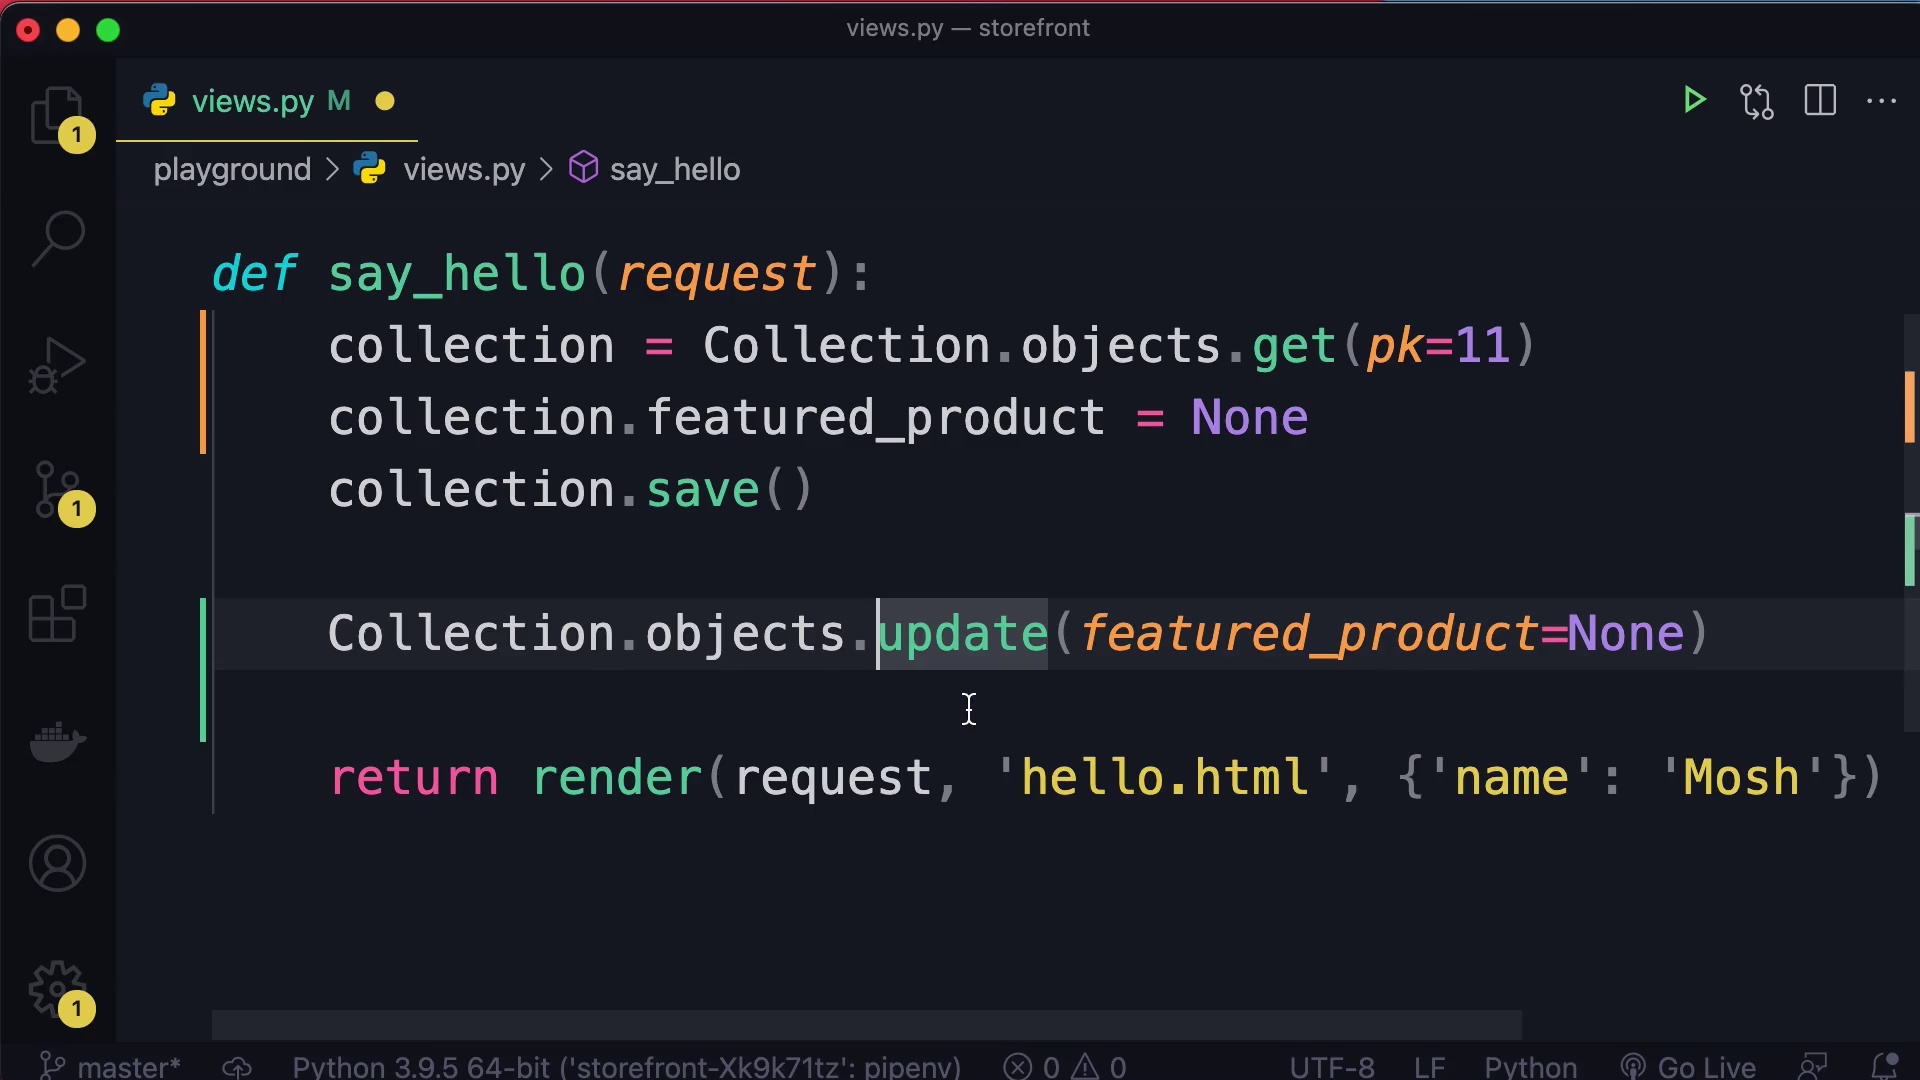 views.py — storefront
views.py M
1
playground > views.py > say_hello
def say_hello(request):
collection = Collection.objects.get(pk=11)
collection.featured_product = None
collection.save()
1
Collection.objects.update(featured_product=None)
return render(request, 'hello.html', {'name': 'Mosh'})
1
master* Python 3.9.5 64-bit ('storefront-Xk9k71tz': pipenv) 0 0 UTF-8 LF Python Go Live